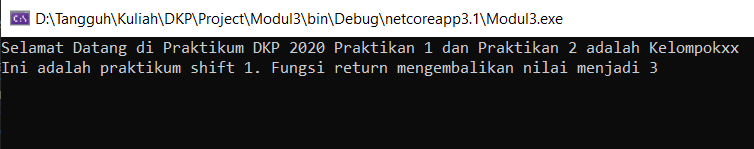 D:\Tangguh\Kuliah\DKP\Project\Modul3\bin\Debug\netcoreapp3.1\Modul3.exe
Selamat Datang di Praktikum DKP 2020 Praktikan 1 dan Praktikan 2 adalah Kelompokxx
Ini adalah praktikum shift 1. Fungsi return mengembalikan nilai menjadi 3